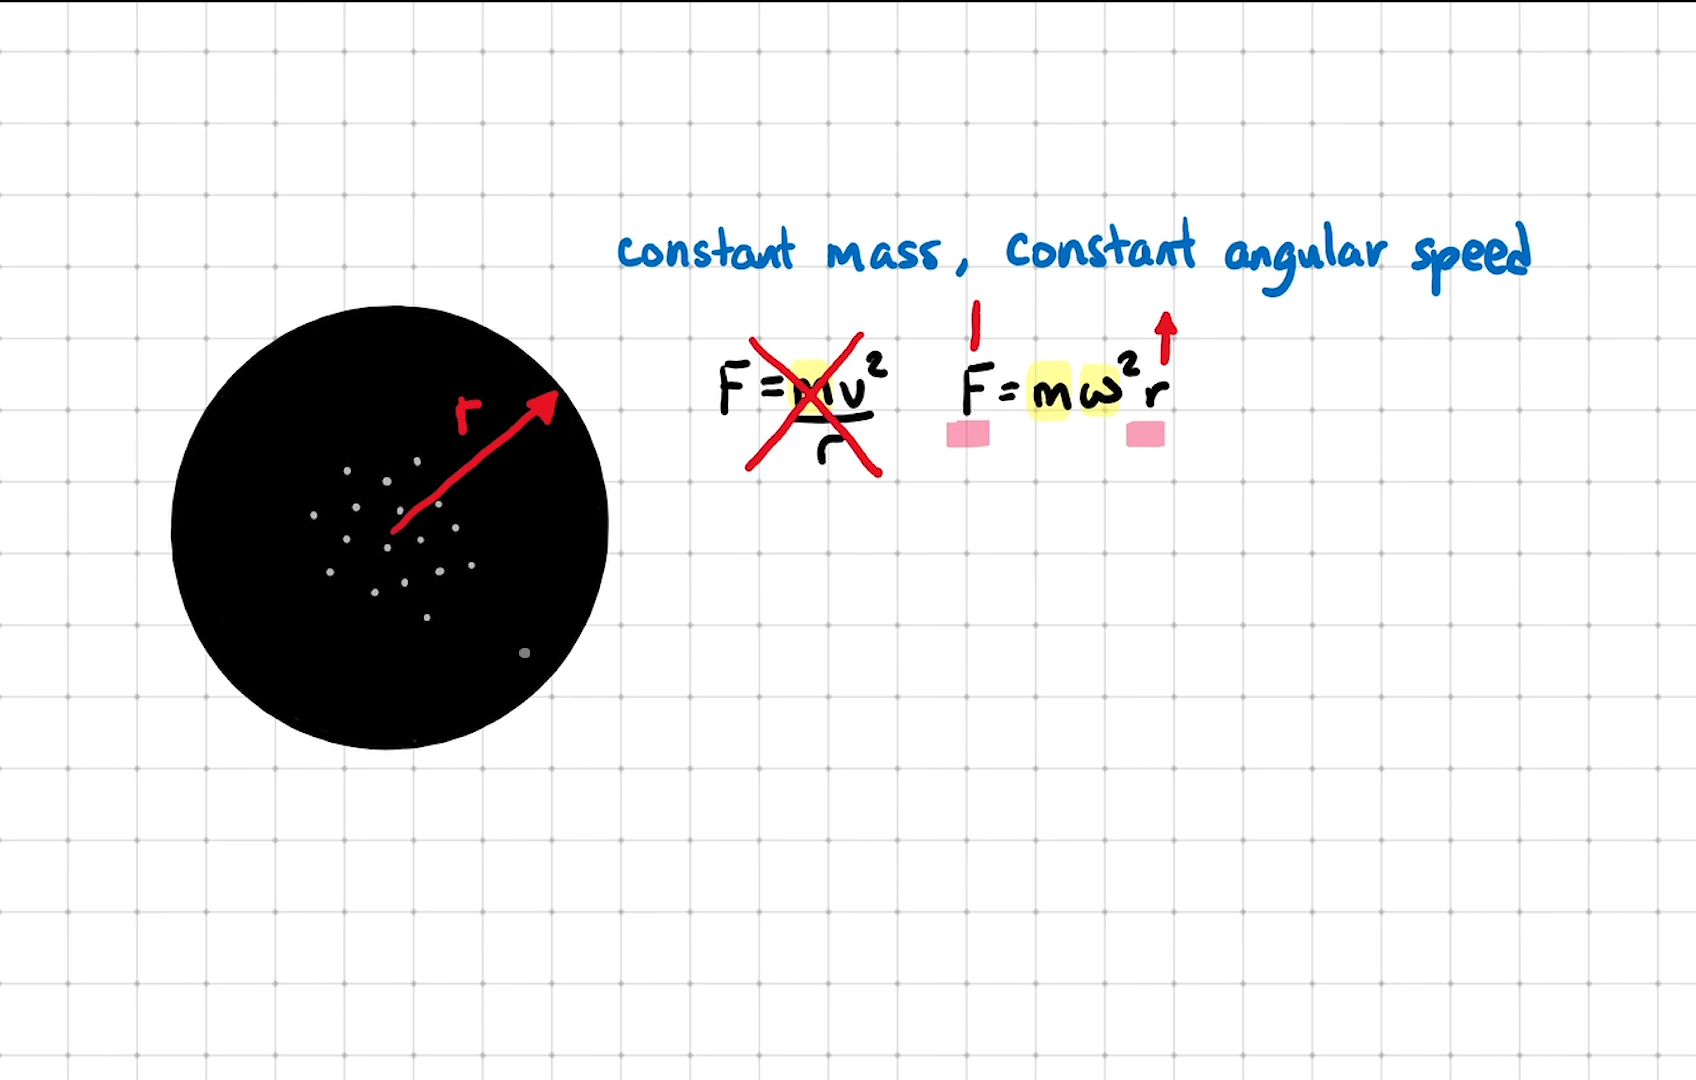 constant mass, constant angular speed
F = mv²/r F = mω²r
r